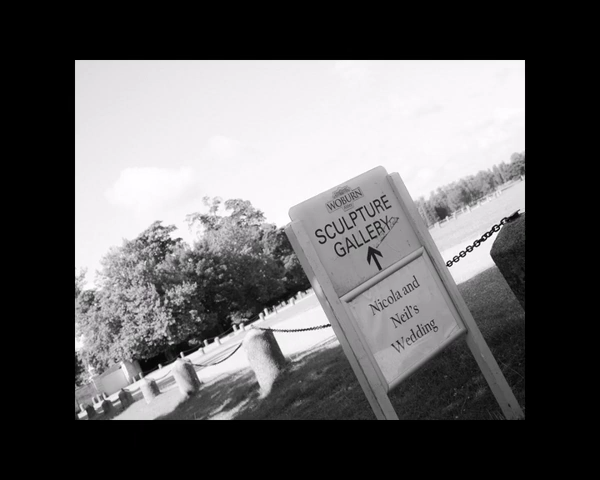 WOBURN
SCULPTURE
GALLERY
Nicola and
Neil's
Wedding